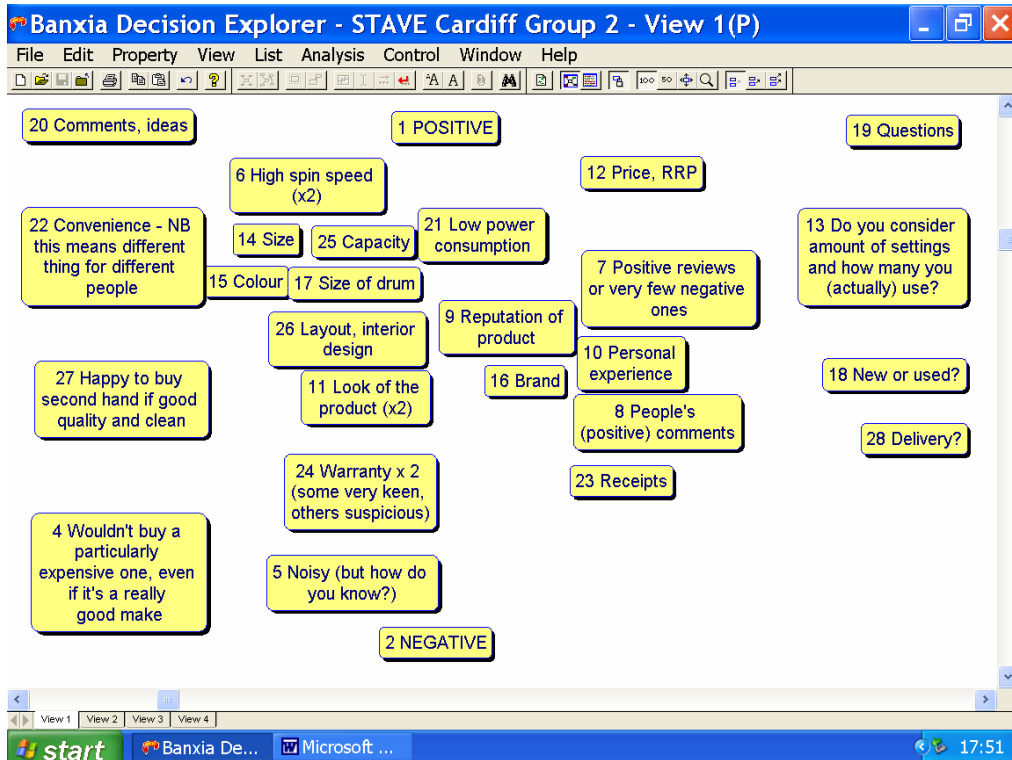 Banxia Decision Explorer - STAVE Cardiff Group 2 - View 1(P)
File Edit Property View List Analysis Control Window Help
20 Comments, ideas
1 POSITIVE
19 Questions
6 High spin speed
(x2)
12 Price, RRP
22 Convenience - NB
this means different
thing for different
people
14 Size
25 Capacity
21 Low power
consumption
13 Do you consider
amount of settings
and how many you
(actually) use?
15 Colour
17 Size of drum
7 Positive reviews
or very few negative
ones
26 Layout, interior
design
9 Reputation of
product
10 Personal
experience
27 Happy to buy
second hand if good
quality and clean
11 Look of the
product (x2)
16 Brand
18 New or used?
8 People's
(positive) comments
28 Delivery?
24 Warranty x 2
(some very keen,
others suspicious)
23 Receipts
4 Wouldn't buy a
particularly
expensive one, even
if it's a really
good make
5 Noisy (but how do
you know?)
2 NEGATIVE
View 1 View 2 View 3 View 4
start Banxia De... Microsoft ... 17:51